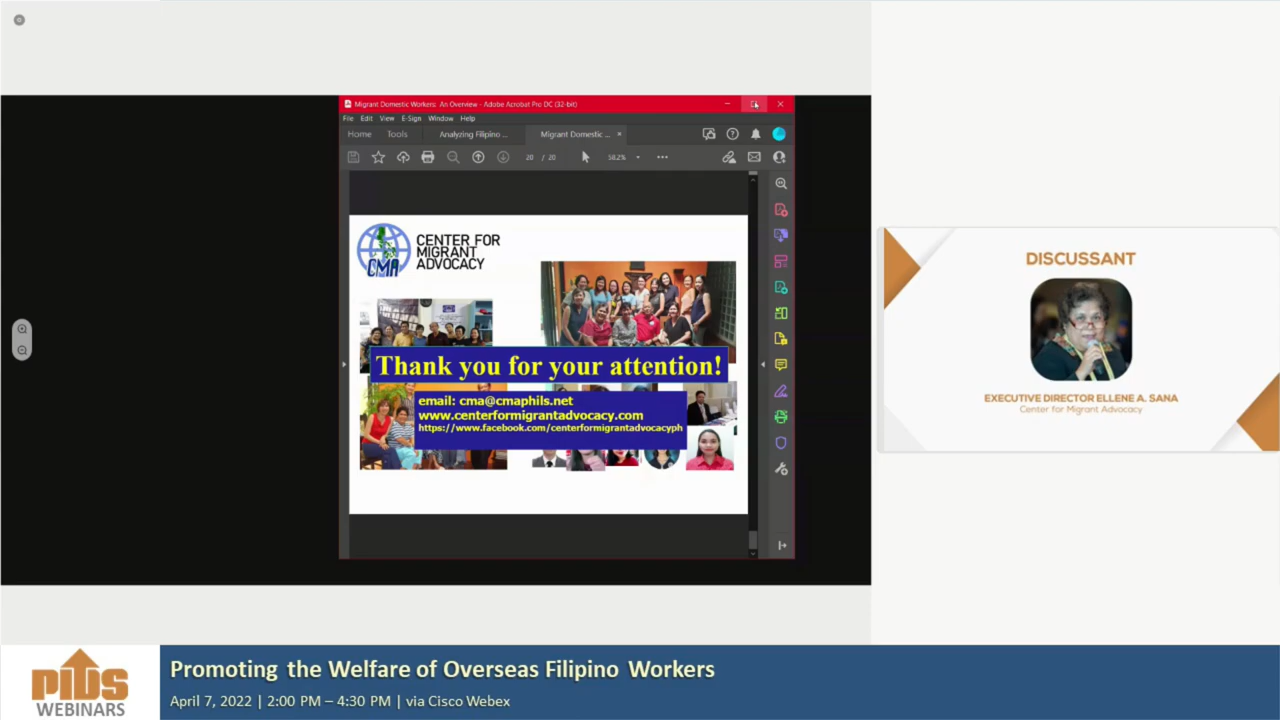 Migrant Domestic Workers: An Overview - Adobe Acrobat Pro DC (32-bit)
File Edit View E-Sign Window Help
Home Tools Analyzing Filipino ... Migrant Domestic ... ×
20 / 20 58.2%
CENTER FOR
MIGRANT
ADVOCACY
CMA
Thank you for your attention!
email: cma@cmaphils.net
www.centerformigrantadvocacy.com
https://www.facebook.com/centerformigrantadvocacyph
DISCUSSANT
EXECUTIVE DIRECTOR ELLENE A. SANA
Center for Migrant Advocacy
PIDS
WEBINARS
Promoting the Welfare of Overseas Filipino Workers
April 7, 2022 | 2:00 PM – 4:30 PM | via Cisco Webex